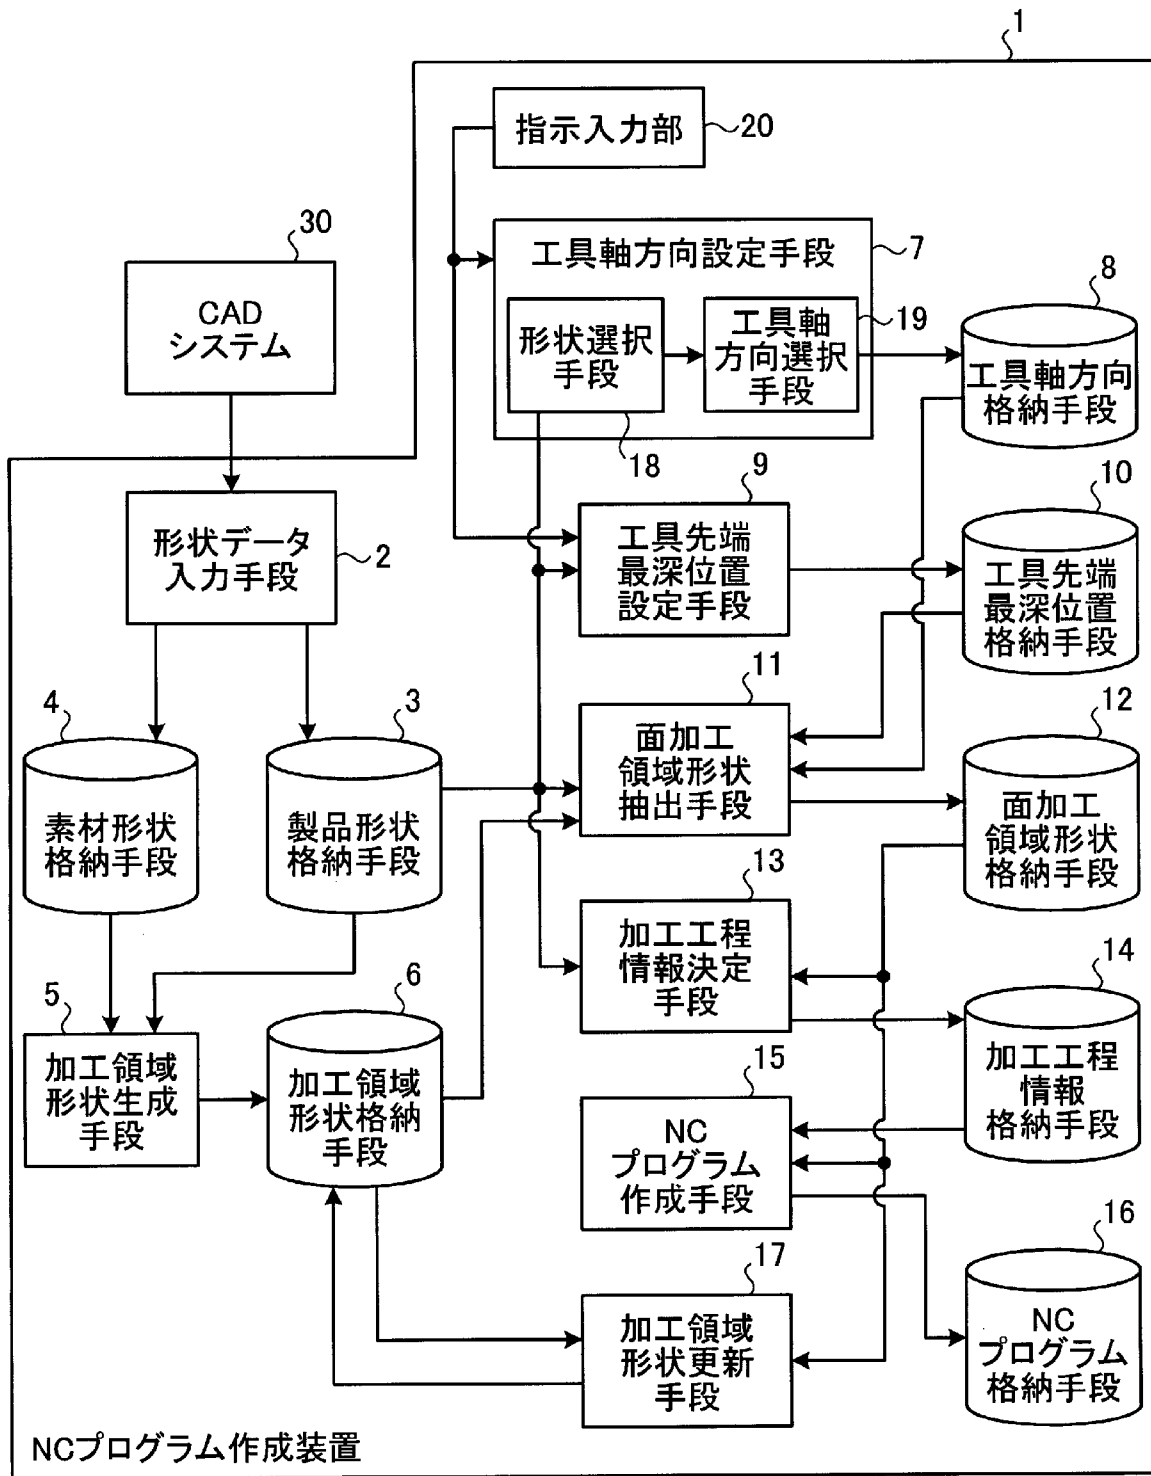 1
指示入力部
20
30
CAD
システム
工具軸方向設定手段
7
形状選択
手段
18
工具軸
方向選択
手段
19
8
工具軸方向
格納手段
形状データ
入力手段
2
9
工具先端
最深位置
設定手段
10
工具先端
最深位置
格納手段
4
素材形状
格納手段
3
製品形状
格納手段
11
面加工
領域形状
抽出手段
12
面加工
領域形状
格納手段
13
加工工程
情報決定
手段
14
加工工程
情報
格納手段
5
加工領域
形状生成
手段
6
加工領域
形状格納
手段
15
NC
プログラム
作成手段
16
NC
プログラム
格納手段
17
加工領域
形状更新
手段
NCプログラム作成装置